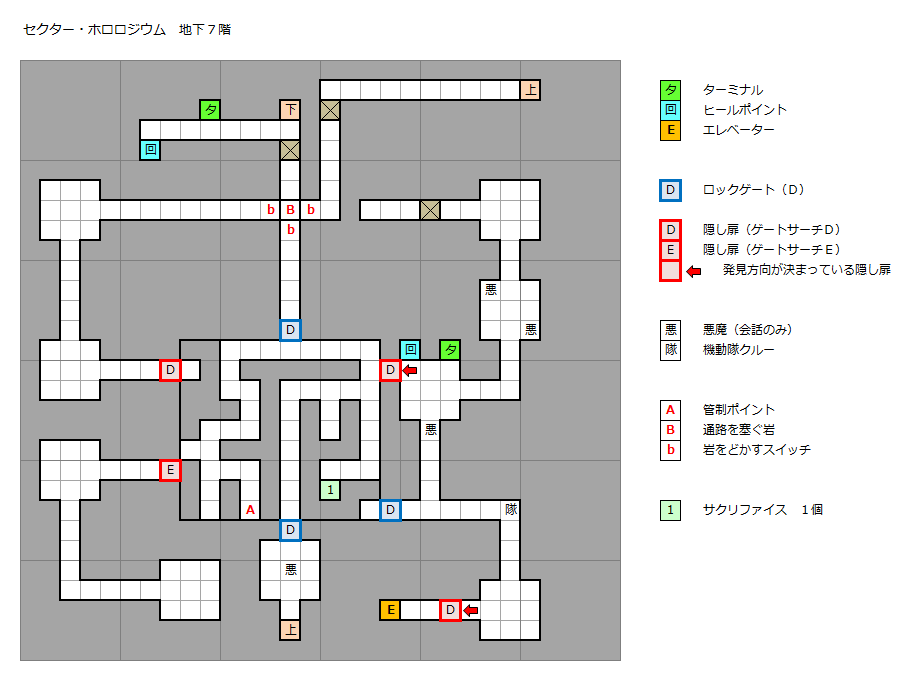 セクター・ホロロジウム　地下７階
上
タ ターミナル
タ 下
回 ヒールポイント
E エレベーター
回
D ロックゲート（D）
b B b
D 隠し扉（ゲートサーチD）
b
E 隠し扉（ゲートサーチE）
発見方向が決まっている隠し扉
悪
D 悪
悪 悪魔（会話のみ）
回 タ
隊 機動隊クルー
D D
A 管制ポイント
悪
B 通路を塞ぐ岩
b 岩をどかすスイッチ
E
1
A D 隊
1 サクリファイス　１個
D
悪
E D
上